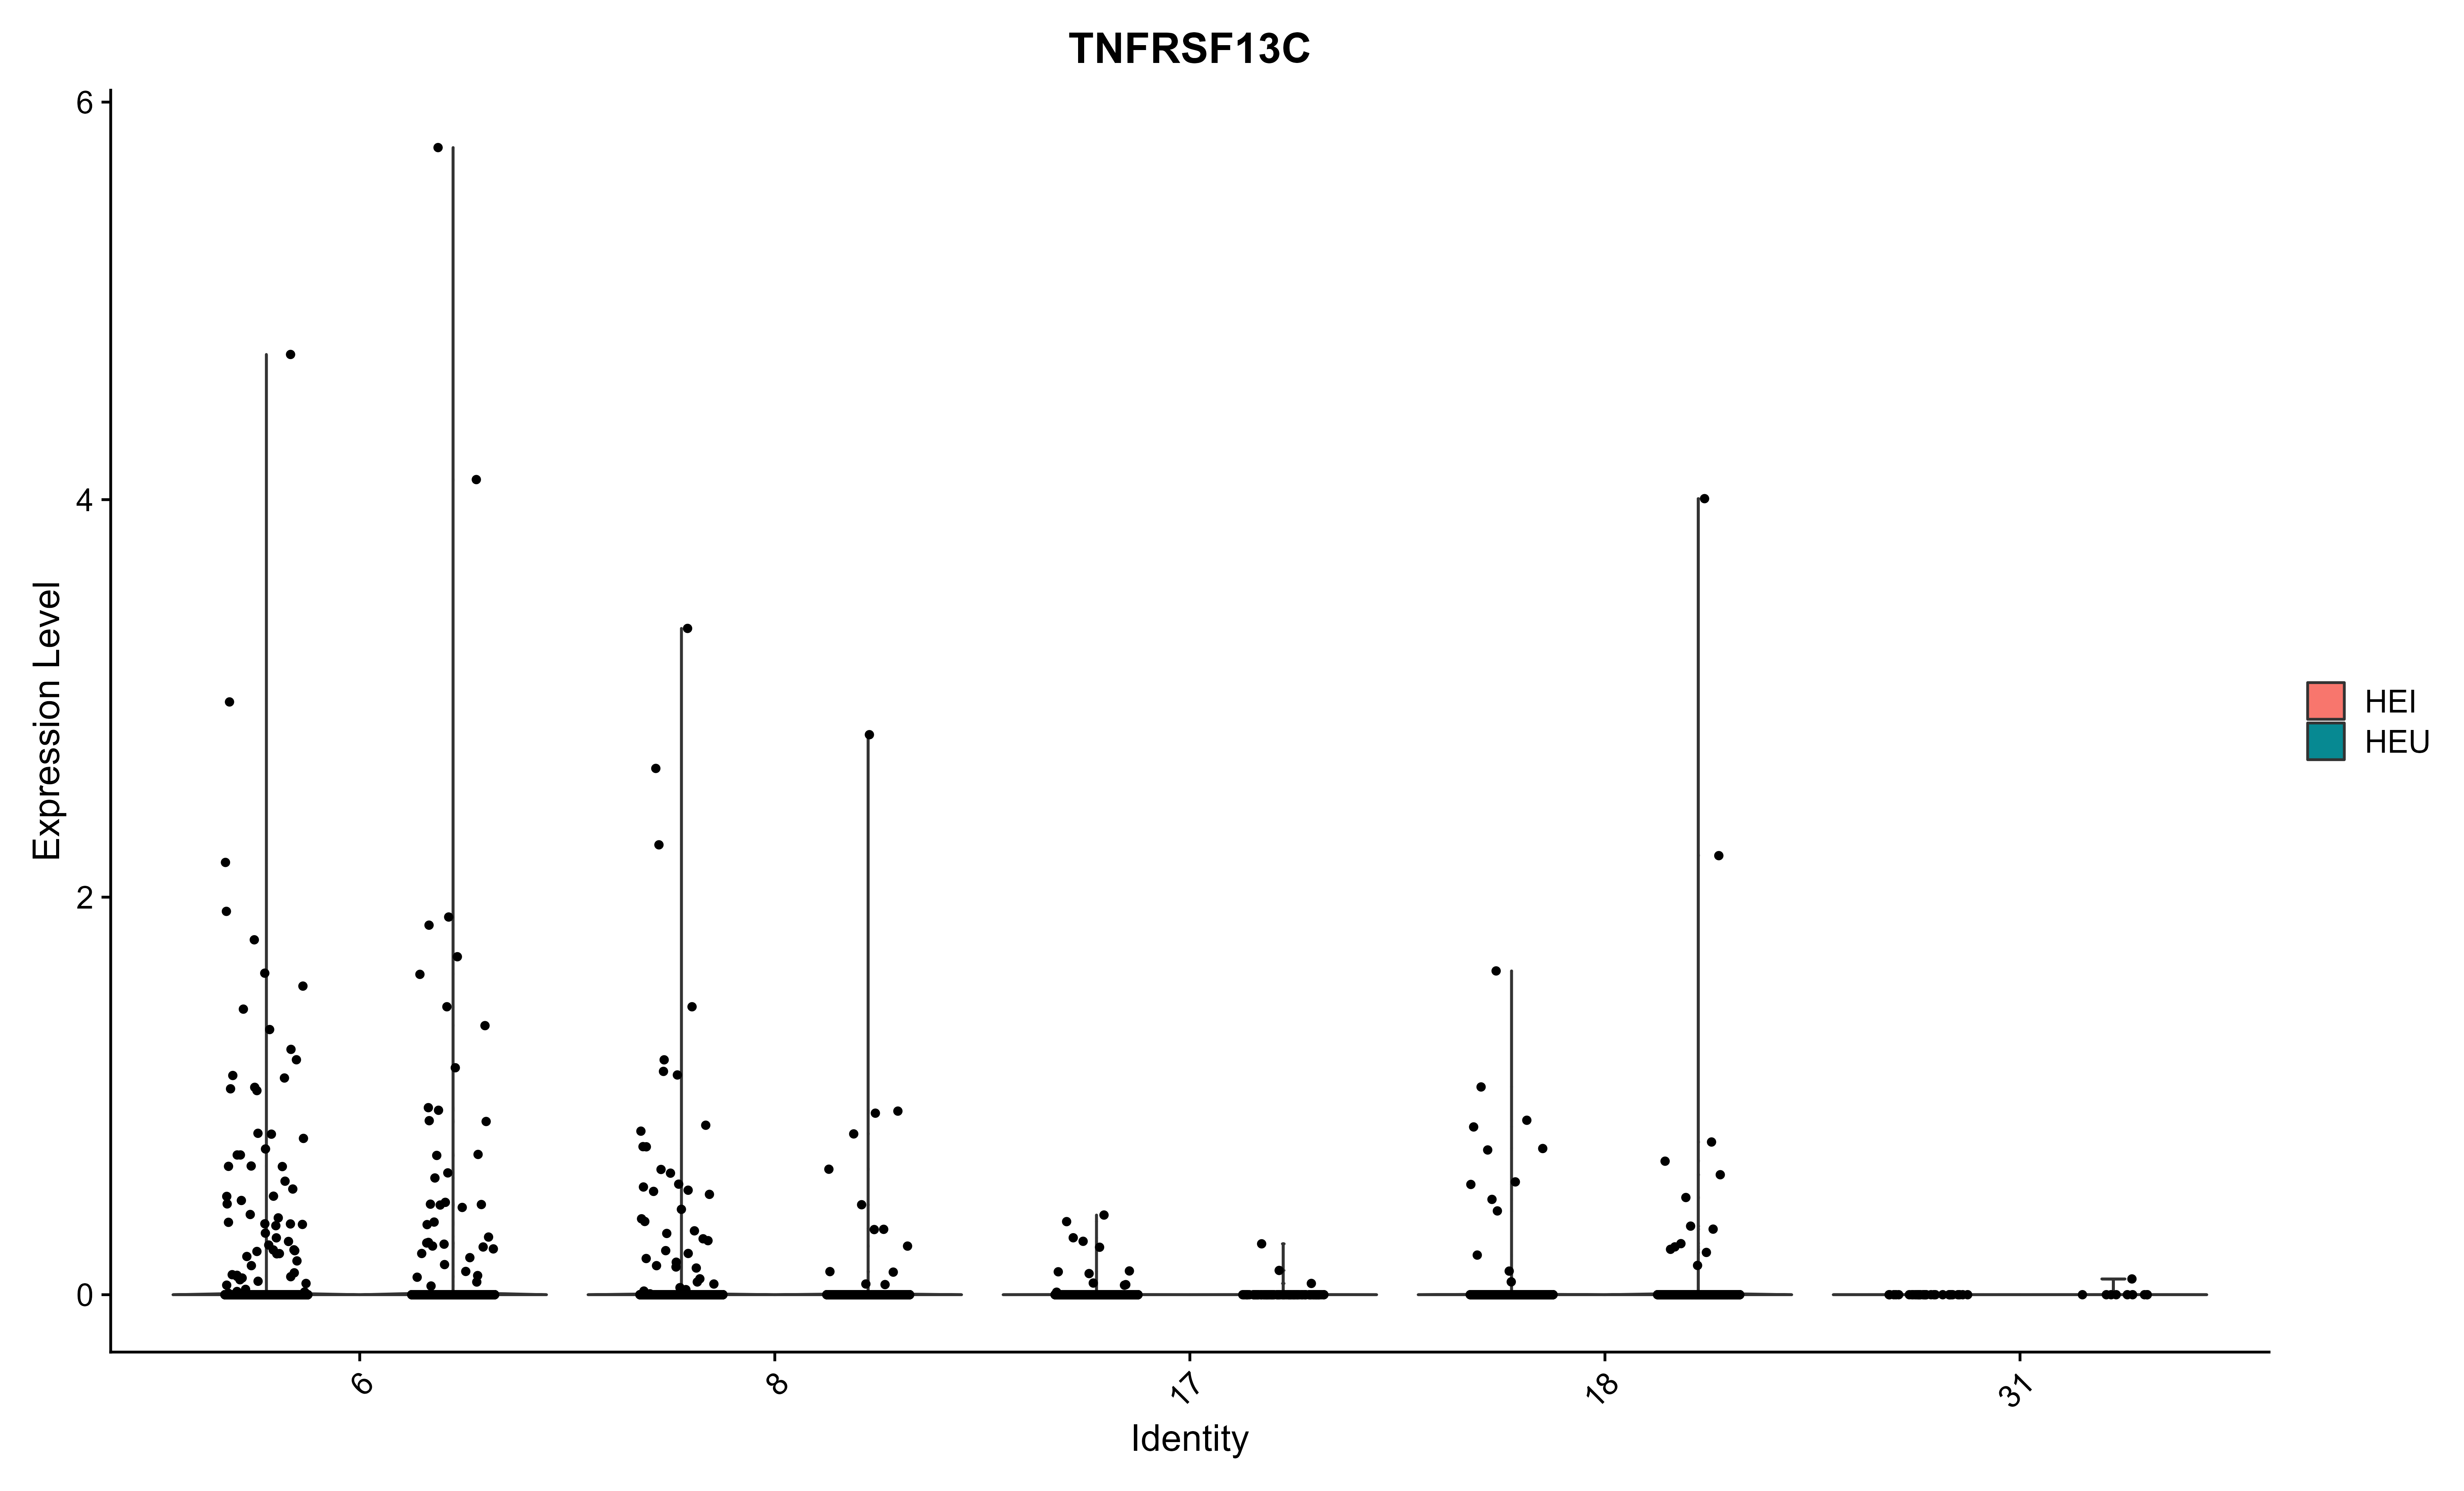 TNFRSF13C
6
4
2
0
Expression Level
6
8
17
18
31
Identity
HEI
HEU